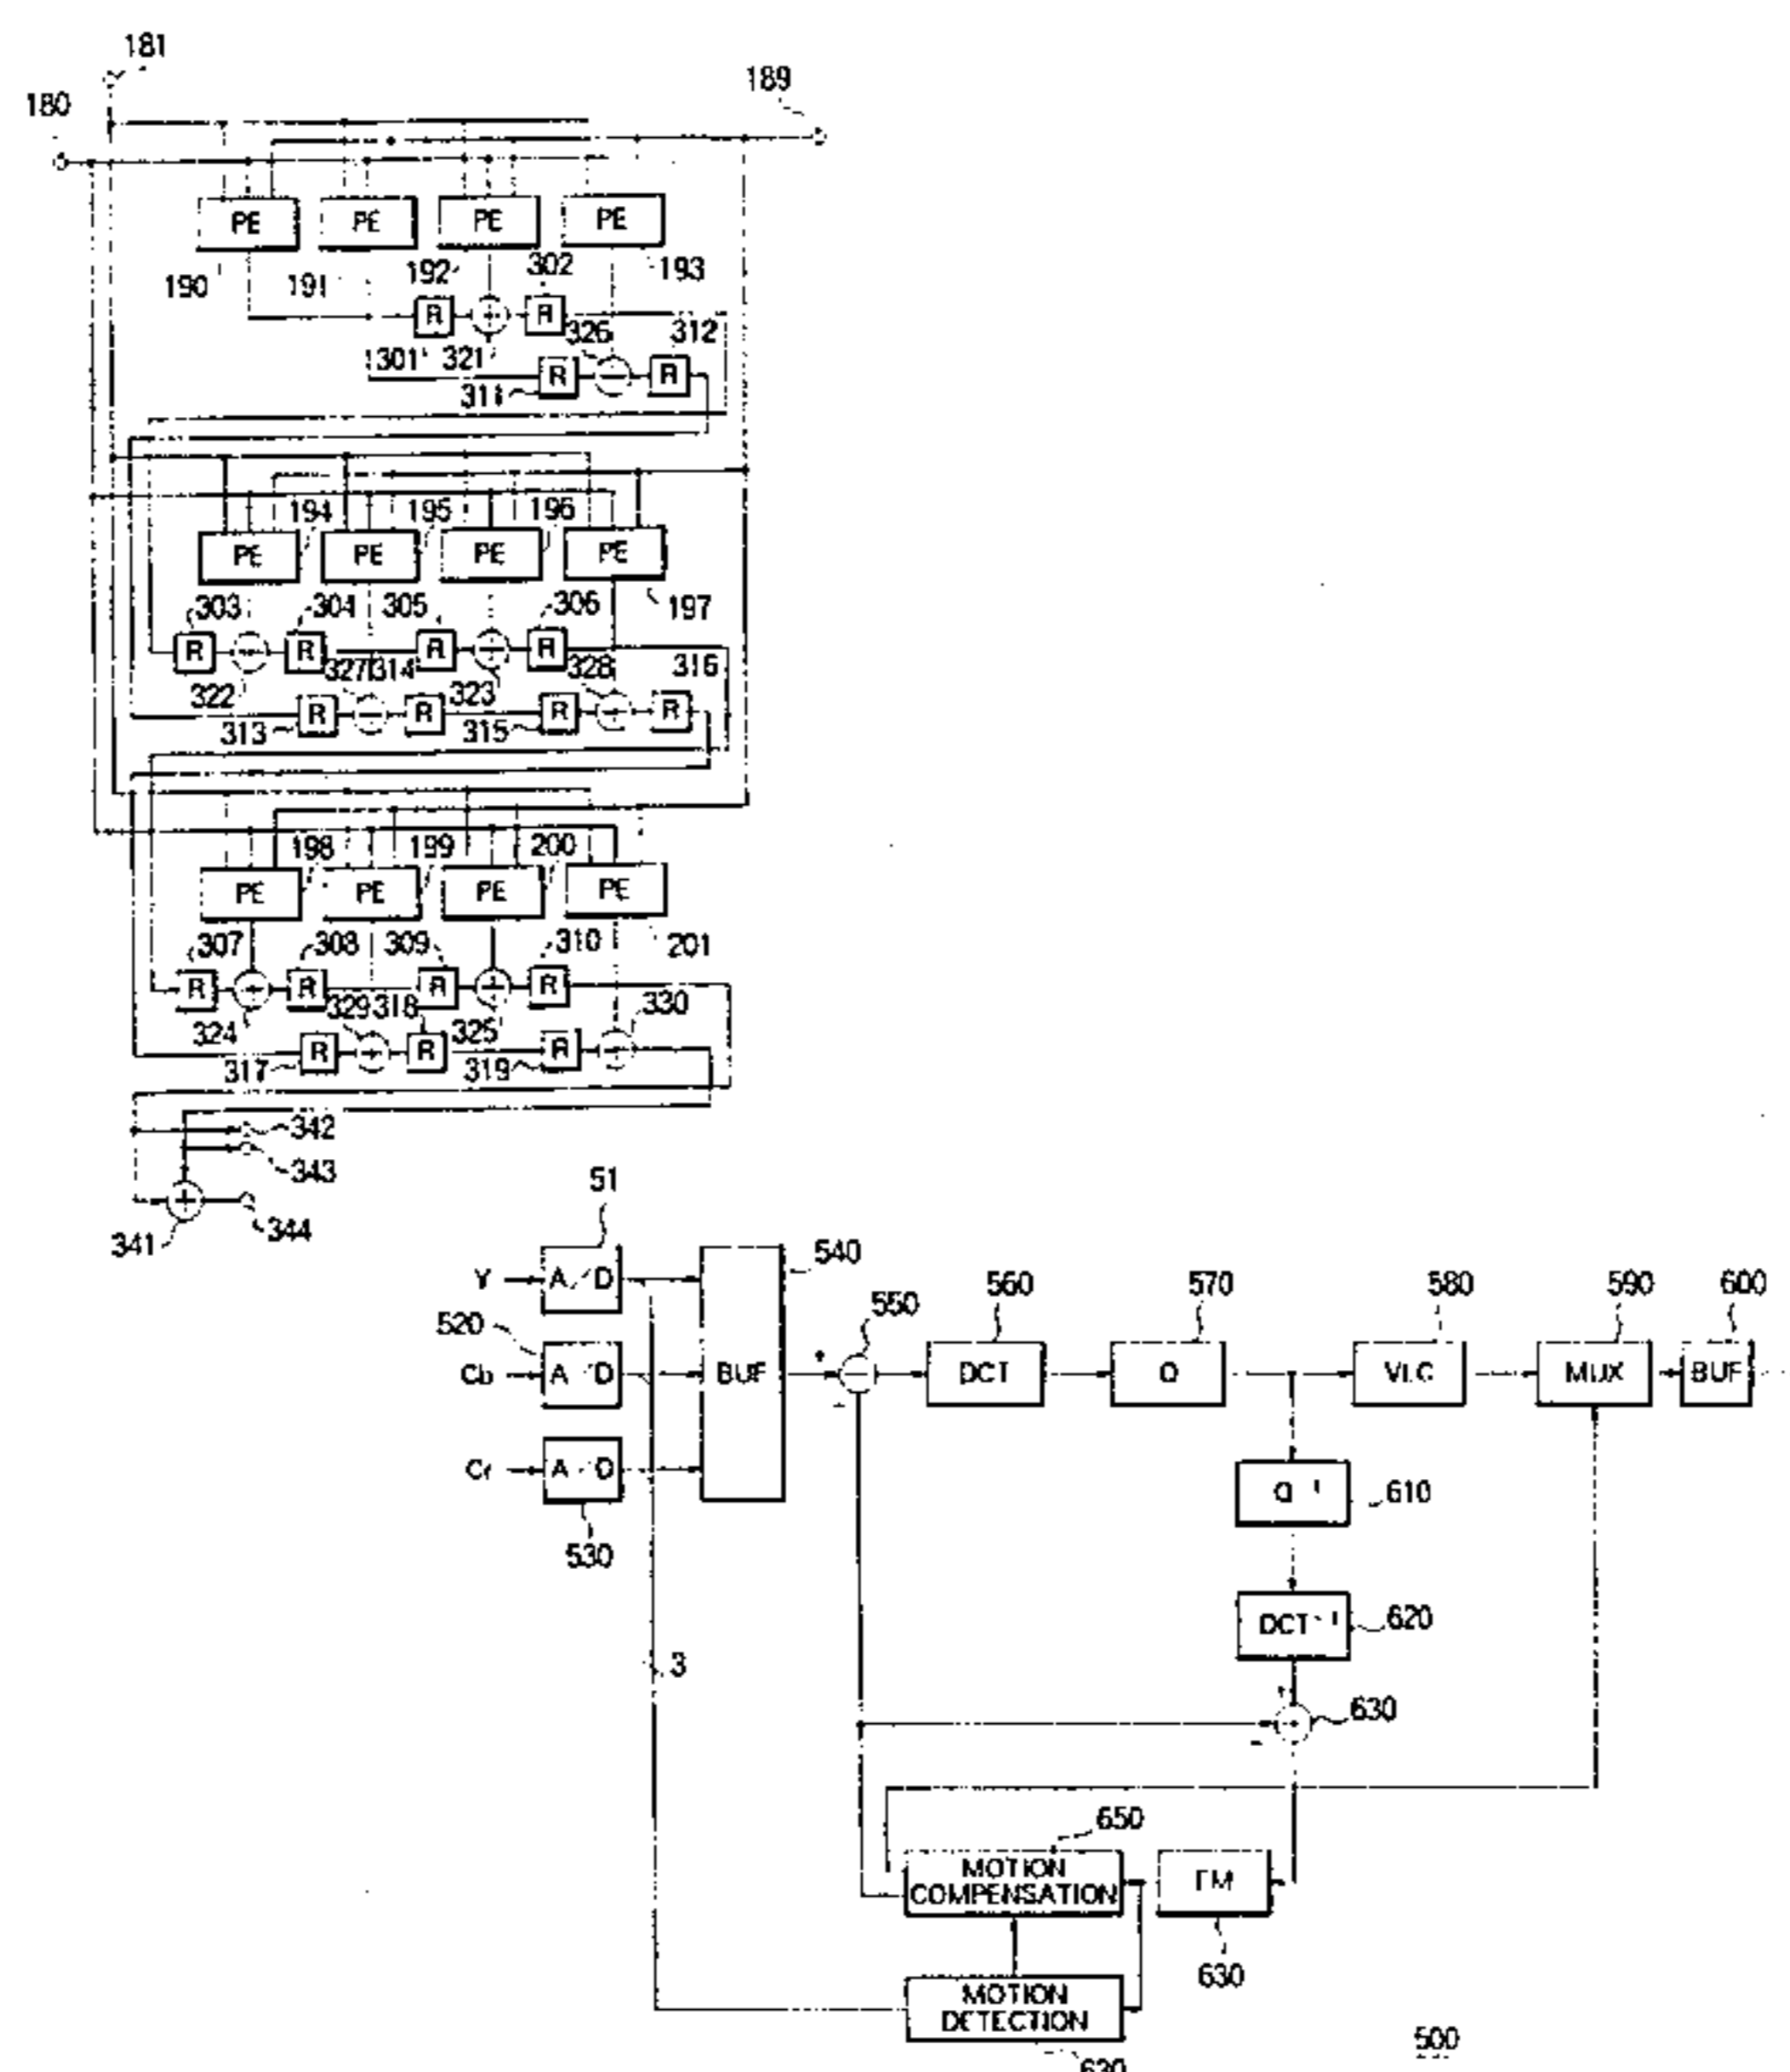 181
189
180
PE PE PE PE
190 191 192 302 193
R + R
326 312
301 321
R R
311
194 195 196
PE PE PE PE
303 304 305 306 197
R R R R
327 314 328 316
322 323
R R R + R
313 315
198 199 200
PE PE PE PE
307 308 309 310 201
R + R R + R
329 318 330
324 325
R + R R
317 319
342
343
+
344
341
51
540
Y A/D
550 560 570 580 590 600
520
Cb A/D BUF DCT Q VLC MUX BUF
Cr A/D
Q -1 610
530
DCT -1 620
3
630
650
MOTION
COMPENSATION
FM
630
MOTION
DETECTION
500
630